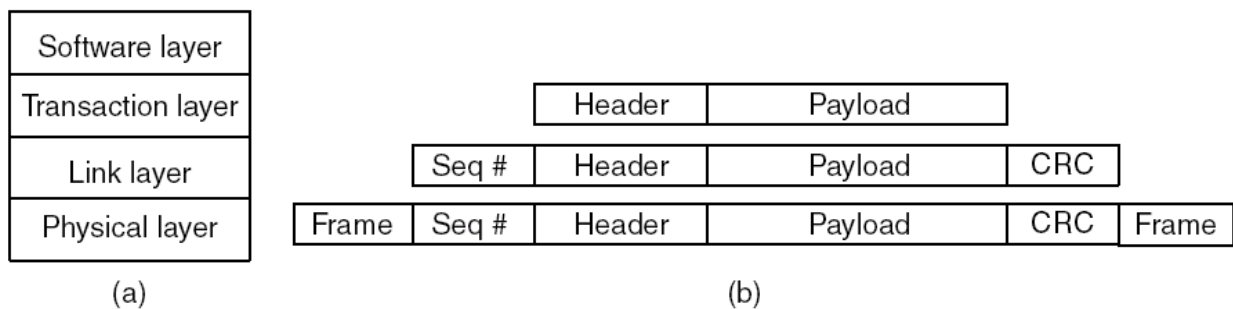 Software layer
Transaction layer Header Payload
Link layer Seq # Header Payload CRC
Physical layer Frame Seq # Header Payload CRC Frame
(a) (b)